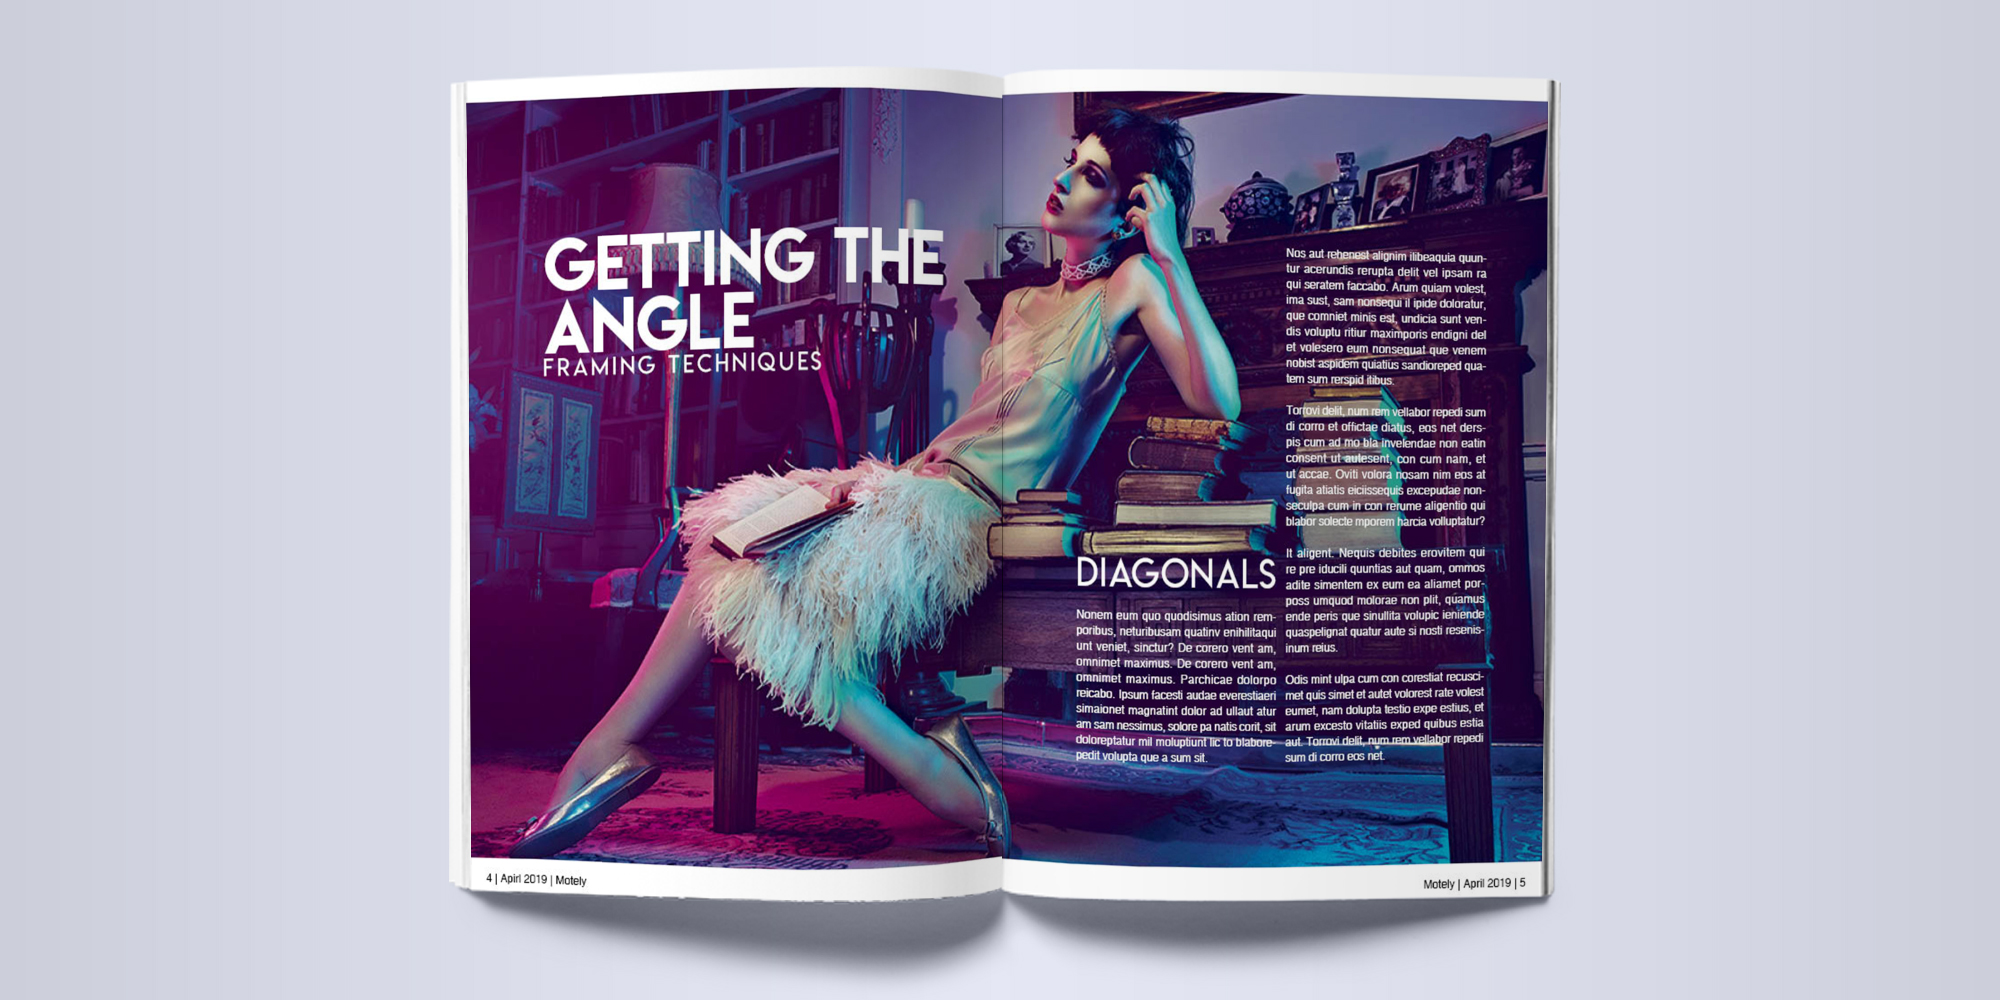 GETTING THE
ANGLE
FRAMING TECHNIQUES
DIAGONALS
Nonem eum quo quodisimus ation rem-
poribus, neturibusam quatinv enihilitaqui
unt veniet, sinctur? De corero vent am,
omnimet maximus. De corero vent am,
omnimet maximus. Parchicae dolorpo
reicabo. Ipsum facesti audae everestiaeri
simaionet magnatint dolor ad ullaut atur
am sam nessimus, solore pa natis corit, sit
doloreptatur mil moluptiunt lic to blabore-
pedit volupta que a sum sit.
Nos aut rehenest alignim ilibeaquia quun-
tur acerundis rerupta delit vel ipsam ra
qui seratem faccabo. Arum quiam volest,
ima sust, sam nonsequi il ipide doloratur,
que comniet minis est, undicia sunt ven-
dis voluptu ritiur maximporis endigni del
et volesero eum nonsequat que venem
nobist aspidem quiatius sandioreped qua-
tem sum rerspid itibus.
Torrovi delit, num rem vellabor repedi sum
di corro et offictae diatus, eos net ders-
pis cum ad mo bla invelendae non eatin
consent ut autesent, con cum nam, et
ut accae. Oviti volora nosam nim eos at
fugita atiatis eiciissequis excepudae non-
seculpa cum in con rerume aligentio qui
blabor solecte mporem harcia volluptatur?
It aligent. Nequis debites erovitem qui
re pre iducili quuntias aut quam, ommos
adite simentem ex eum ea aliamet por-
poss umquod molorae non plit, quamus
ende peris que sinullita volupic ieniende
quaspelignat quatur aute si nosti resenis-
inum reius.
Odis mint ulpa cum con corestiat recusci-
met quis simet et autet volorest rate volest
eumet, nam dolupta testio expe estius, et
arum excesto vitatiis exped quibus estia
aut. Torrovi delit, num rem vellabor repedi
sum di corro eos net.
4 | Apirl 2019 | Motely
Motely | April 2019 | 5